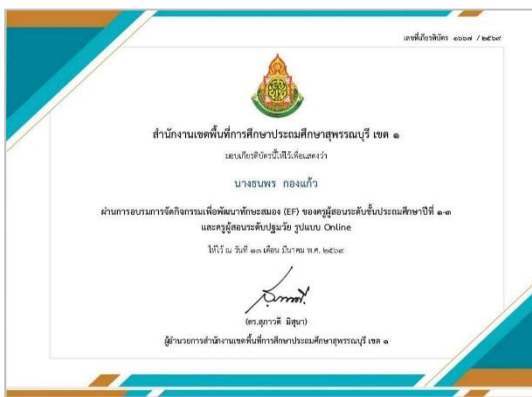 เลขที่เกียรติบัตร ๑๖๖๗ / ๒๕๖๙
สำนักงานเขตพื้นที่การศึกษาประถมศึกษาสุพรรณบุรี เขต ๑
มอบเกียรติบัตรนี้ให้ไว้เพื่อแสดงว่า
นางธนพร กองแก้ว
ผ่านการอบรมการจัดกิจกรรมเพื่อพัฒนาทักษะสมอง (EF) ของครูผู้สอนระดับชั้นประถมศึกษาปีที่ ๑-๓
และครูผู้สอนระดับปฐมวัย รูปแบบ Online
ให้ไว้ ณ วันที่ ๑๓ เดือน มีนาคม พ.ศ. ๒๕๖๙
(ดร.สุภาวดี มิสุนา)
ผู้อำนวยการสำนักงานเขตพื้นที่การศึกษาประถมศึกษาสุพรรณบุรี เขต ๑